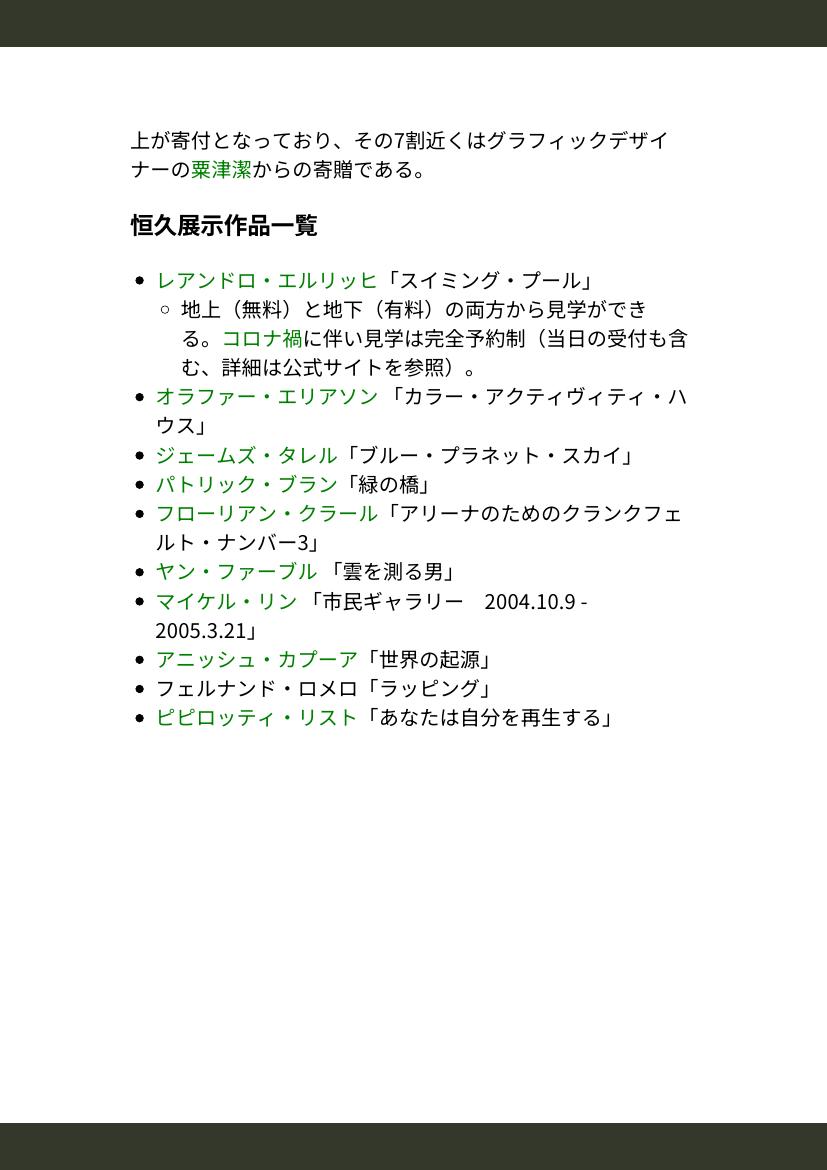 上が寄付となっており、その7割近くはグラフィックデザイ
ナーの粟津潔からの寄贈である。
恒久展示作品一覧
レアンドロ・エルリッヒ「スイミング・プール」
地上（無料）と地下（有料）の両方から見学ができ
る。コロナ禍に伴い見学は完全予約制（当日の受付も含
む、詳細は公式サイトを参照）。
オラファー・エリアソン 「カラー・アクティヴィティ・ハ
ウス」
ジェームズ・タレル「ブルー・プラネット・スカイ」
パトリック・ブラン「緑の橋」
フローリアン・クラール「アリーナのためのクランクフェ
ルト・ナンバー3」
ヤン・ファーブル 「雲を測る男」
マイケル・リン 「市民ギャラリー　2004.10.9 -
2005.3.21」
アニッシュ・カプーア「世界の起源」
フェルナンド・ロメロ「ラッピング」
ピピロッティ・リスト「あなたは自分を再生する」